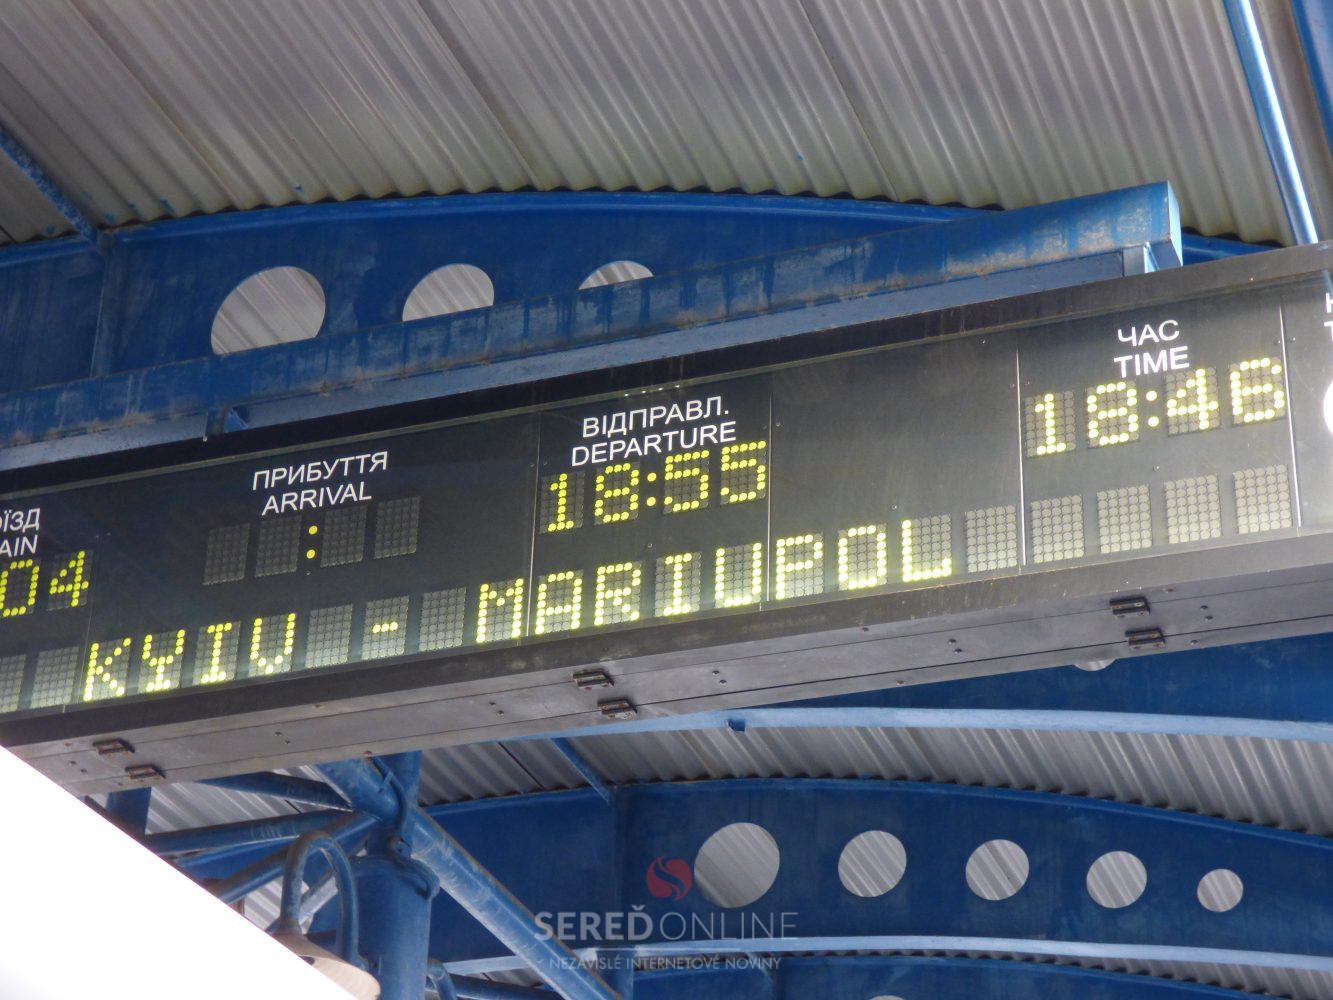 ПРИБУТТЯ
ARRIVAL
:
ВІДПРАВЛ.
DEPARTURE
18:55
ЧАС
TIME
18:46
04
KYIV - MARIUPOL
SEREĎONLINE
NEZÁVISLÉ INTERNETOVÉ NOVINY